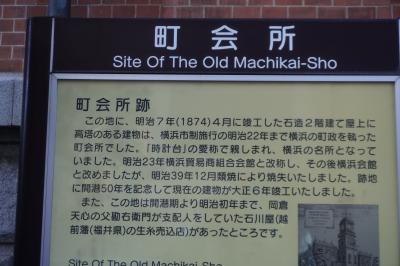 町会所
Site Of The Old Machikai-Sho
町会所跡
この地に、明治7年(1874)4月に竣工した石造2階建て屋上に
高塔のある建物は、横浜市制施行の明治22年まで横浜の町政を執った
町会所でした。「時計台」の愛称で親しまれ、横浜の名所となって
いました。明治23年横浜貿易商組合会館と改称し、その後横浜会館
と改めましたが、明治39年12月類焼により焼失いたしました。跡地
に開港50年を記念して現在の建物が大正6年竣工いたしました。
また、この地は開港期より明治初年まで、岡倉
天心の父勘右衛門が支配人をしていた石川屋(越
前藩(福井県)の生糸売込店)があったところです。
Site Of The Old Machikai-Sho